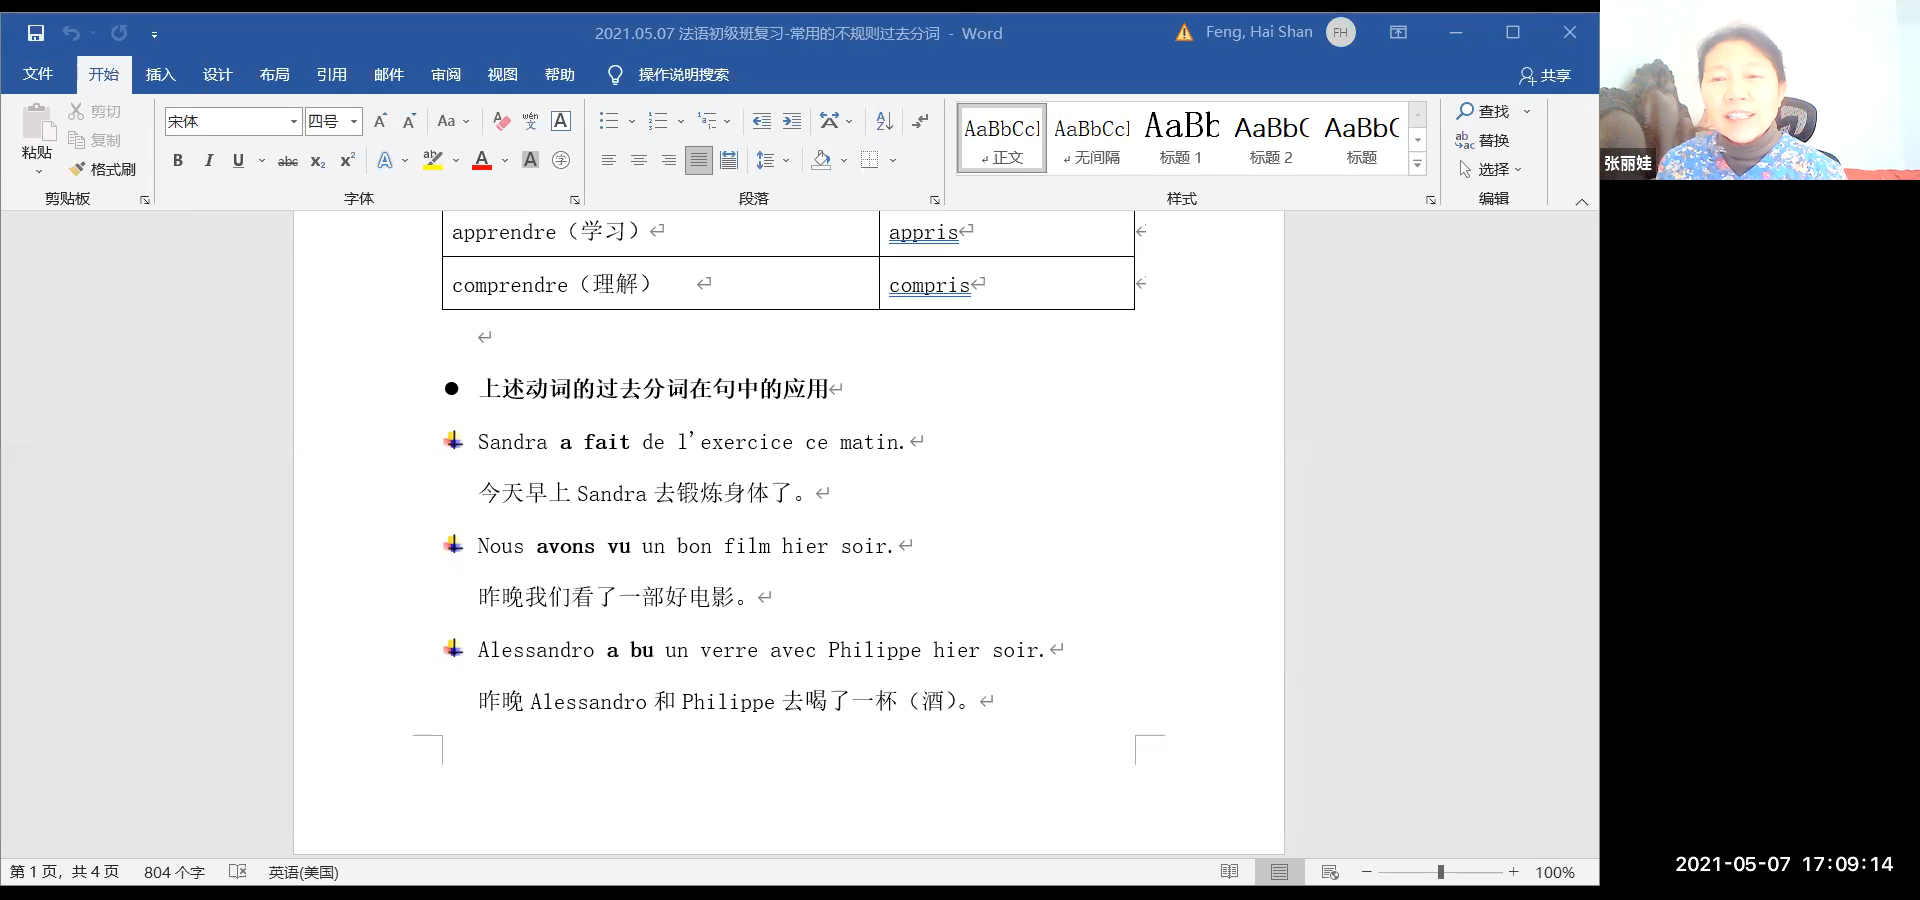 2021.05.07 法语初级班复习-常用的不规则过去分词 - Word
Feng, Hai Shan
FH
文件 开始 插入 设计 布局 引用 邮件 审阅 视图 帮助 操作说明搜索 共享
粘贴
剪切
复制
格式刷
剪贴板
宋体 四号 Aa wén 文 A
B I U abc x₂ x² A ab A A 字
字体
段落
AaBbCcI AaBbCcI AaBb AaBbC AaBbC
正文 无间隔 标题 1 标题 2 标题
样式
查找
替换
选择
编辑
张丽娃
apprendre（学习） appris
comprendre（理解） compris
上述动词的过去分词在句中的应用
Sandra a fait de l'exercice ce matin.
今天早上 Sandra 去锻炼身体了。
Nous avons vu un bon film hier soir.
昨晚我们看了一部好电影。
Alessandro a bu un verre avec Philippe hier soir.
昨晚 Alessandro 和 Philippe 去喝了一杯（酒）。
第 1 页，共 4 页 804 个字 英语(美国) 100%
2021-05-07 17:09:14